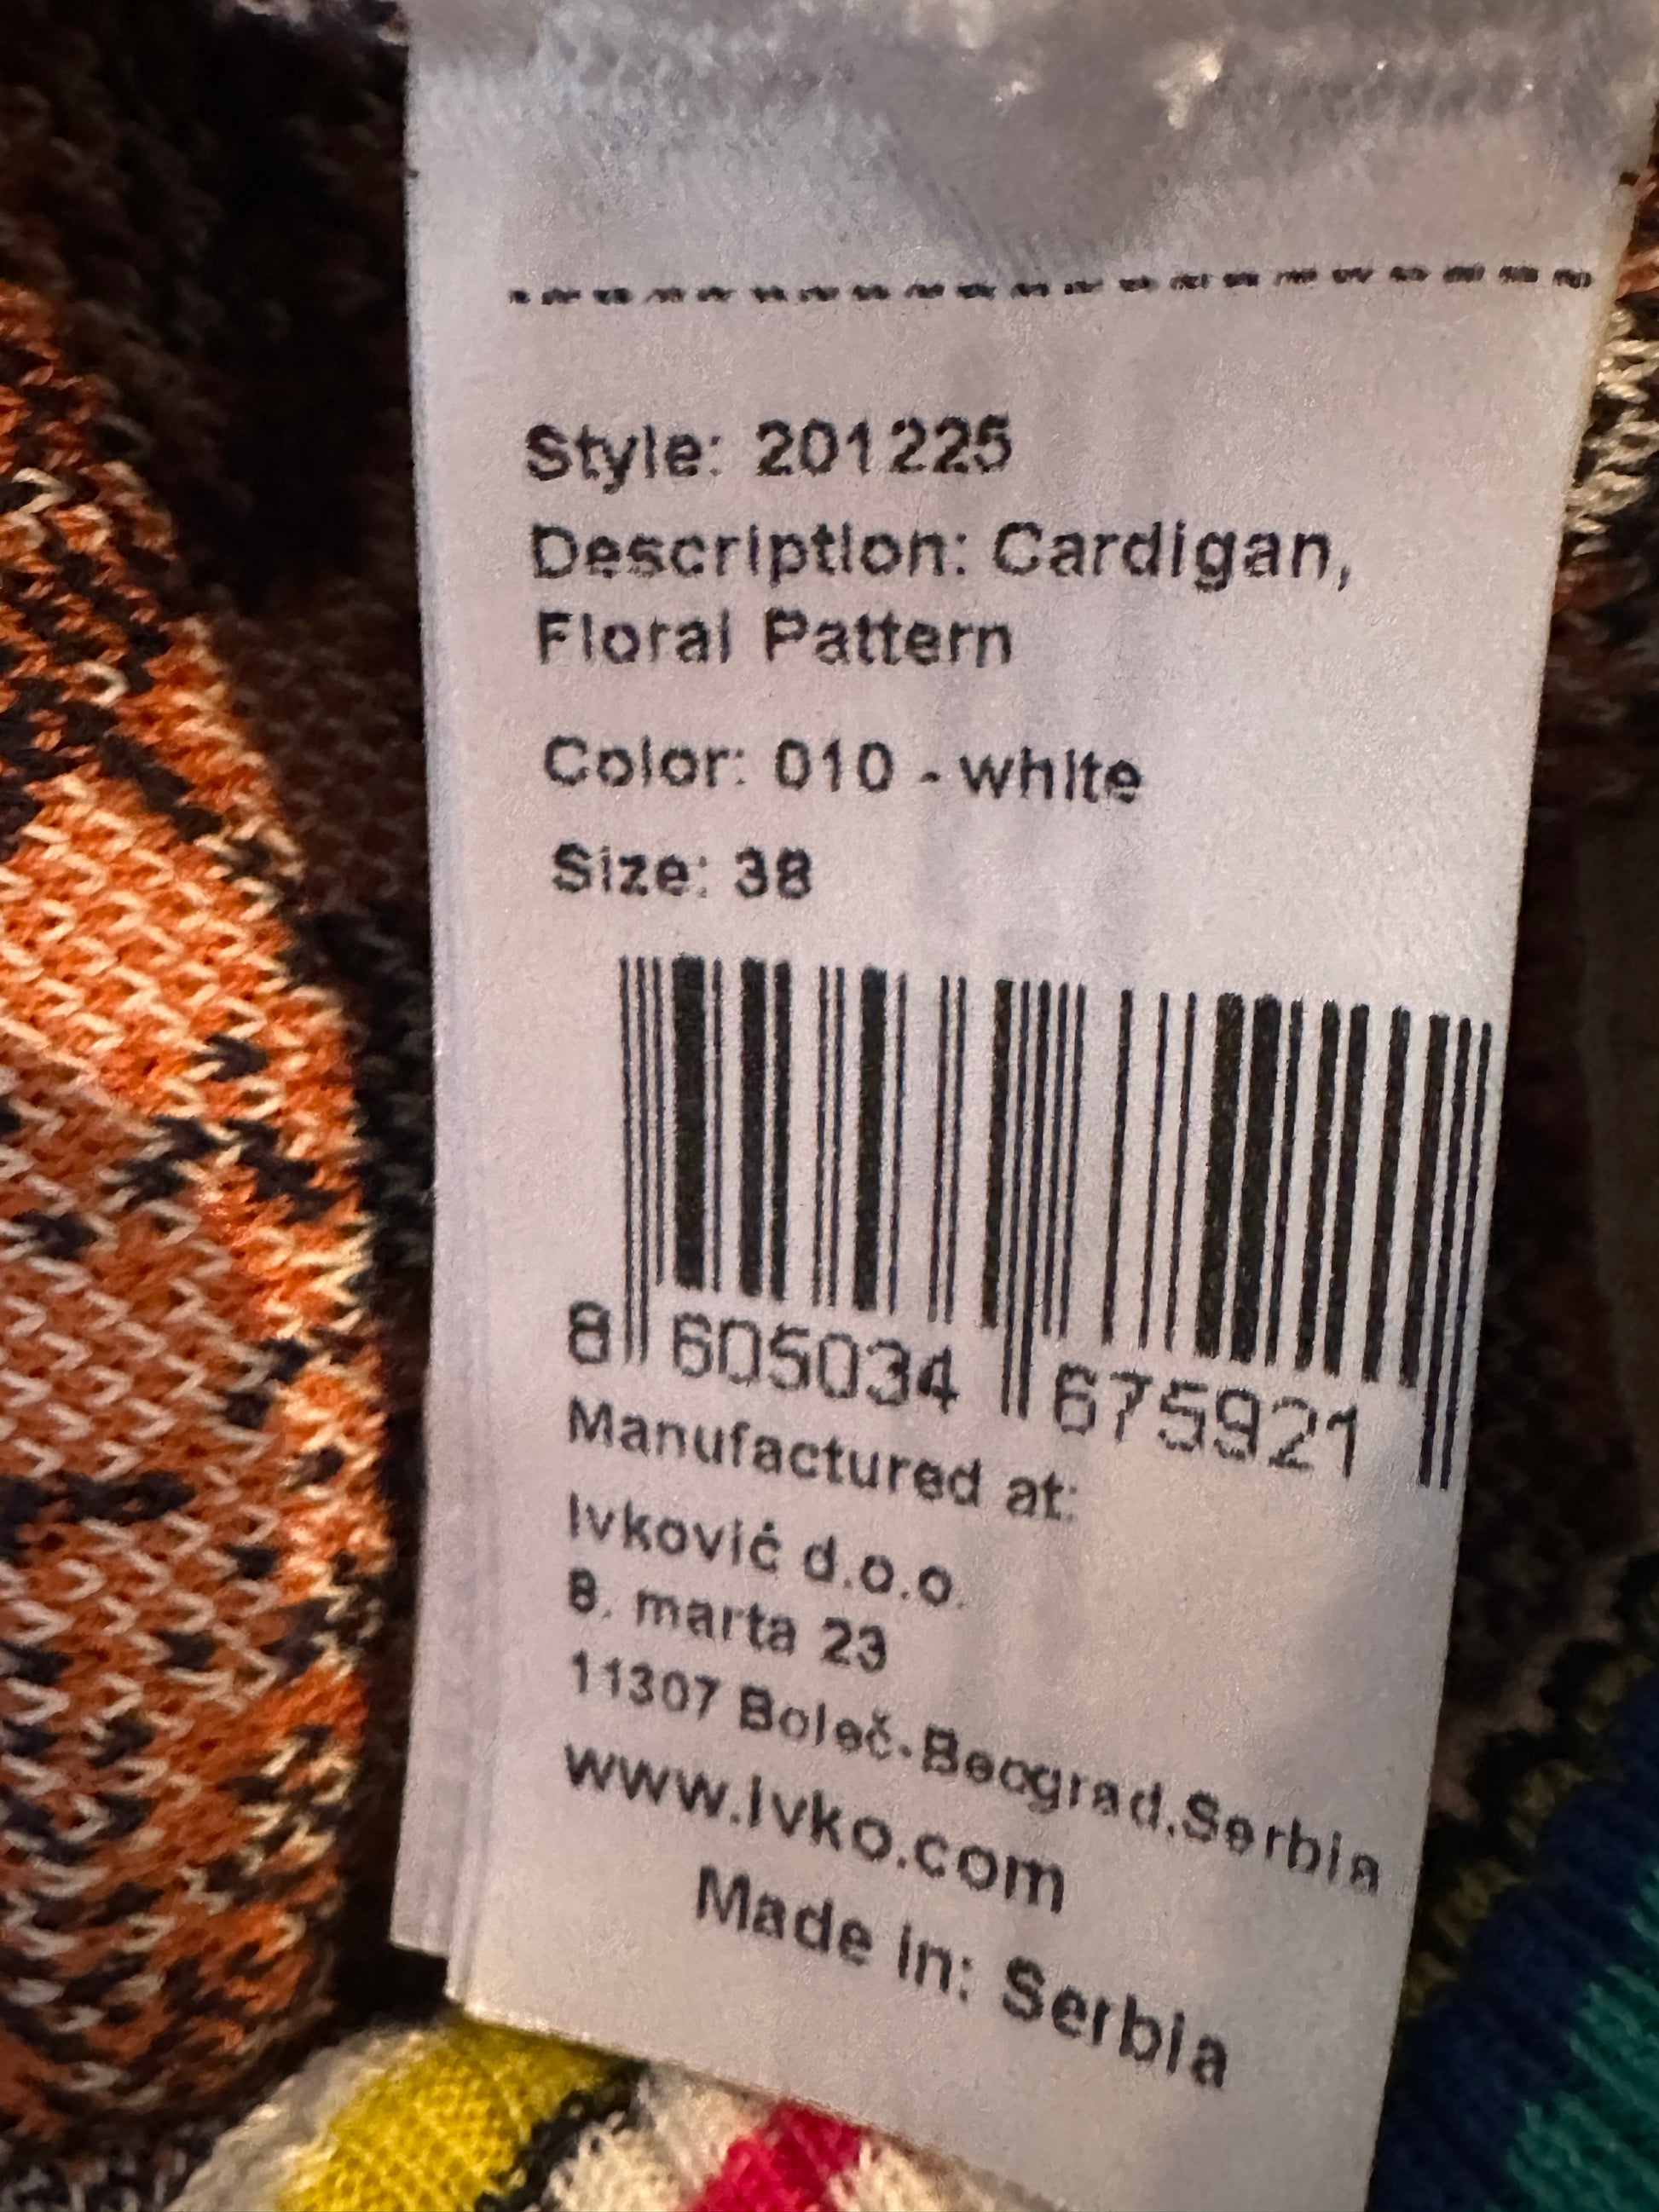 Style: 201225
Description: Cardigan,
Floral Pattern
Color: 010 - white
Size: 38
8 605034 675921
Manufactured at:
Ivković d.o.o.
8. marta 23
11307 Boleč-Beograd,Serbia
www.ivko.com
Made in: Serbia